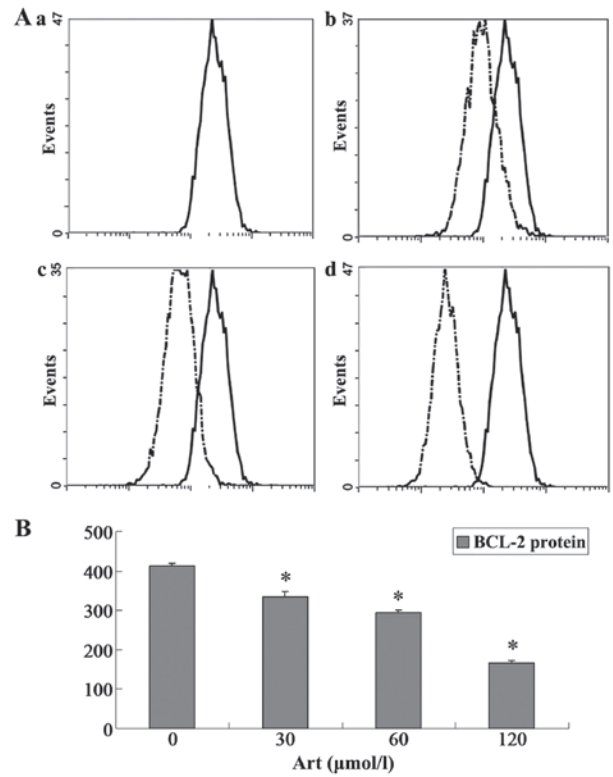 A a
47
Events
0
b
37
Events
0
c
35
Events
0
d
47
Events
0
B
500
400
300
200
100
0
BCL-2 protein
*
*
*
0 30 60 120
Art (μmol/l)